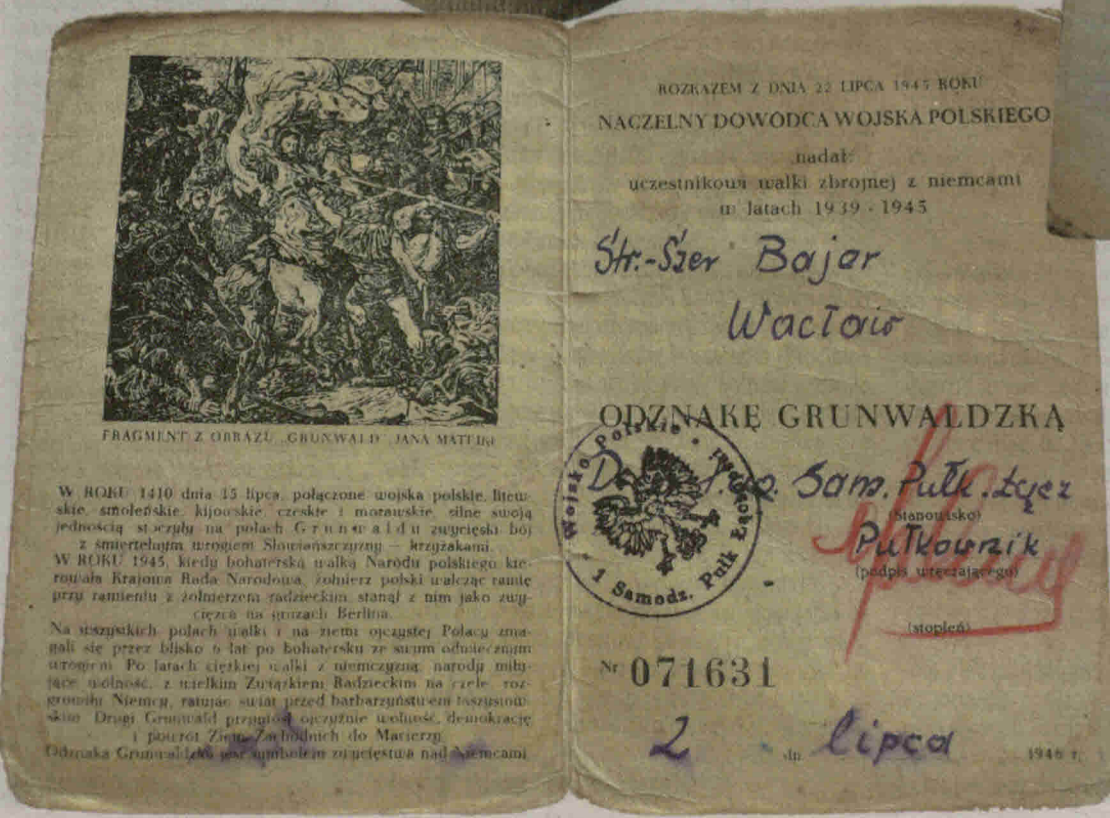 FRAGMENT Z OBRAZU „GRUNWALD" JANA MATEJKI
W ROKU 1410 dnia 15 lipca, połączone wojska polskie, litew-
skie, smoleńskie, kijowskie, czeskie i morawskie, silne swoją
jednością stoczyły na polach Grunwaldu zwycięski bój
z śmiertelnym wrogiem Słowiańszczyzny — krzyżakami.
W ROKU 1945, kiedy bohaterską walką Narodu polskiego kie-
rowała Krajowa Rada Narodowa, żołnierz polski walcząc ramię
przy ramieniu z żołnierzem radzieckim stanął z nim jako zwy-
cięzca na gruzach Berlina.
Na wszystkich polach walki i na ziemi ojczystej Polacy zma-
gali się przez blisko 6 lat po bohatersku ze swym odwiecznym
wrogiem. Po latach ciężkiej walki z niemczyzną narody miłu-
jące wolność, z wielkim Związkiem Radzieckim na czele, roz-
gromiły Niemcy, ratując świat przed barbarzyństwem faszystow-
skim. Drugi Grunwald przyniósł ojczyźnie wolność, demokrację
i powrót Ziem Zachodnich do Macierzy.
Odznaka Grunwaldzka jest symbolem zwycięstwa nad Niemcami
ROZKAZEM Z DNIA 22 LIPCA 1945 ROKU
NACZELNY DOWÓDCA WOJSKA POLSKIEGO
nadał:
uczestnikowi walki zbrojnej z niemcami
w latach 1939 - 1945
Str.-Szer Bajer
Wacław
ODZNAKĘ GRUNWALDZKĄ
Wojsko Polskie
1 Samodz. Pułk Łączności
Sam. Pułk. Łącz
(Stanowisko)
Pułkownik
(podpis wręczającego)
(stopień)
Nr 071631
2 dn lipca 1946 r.